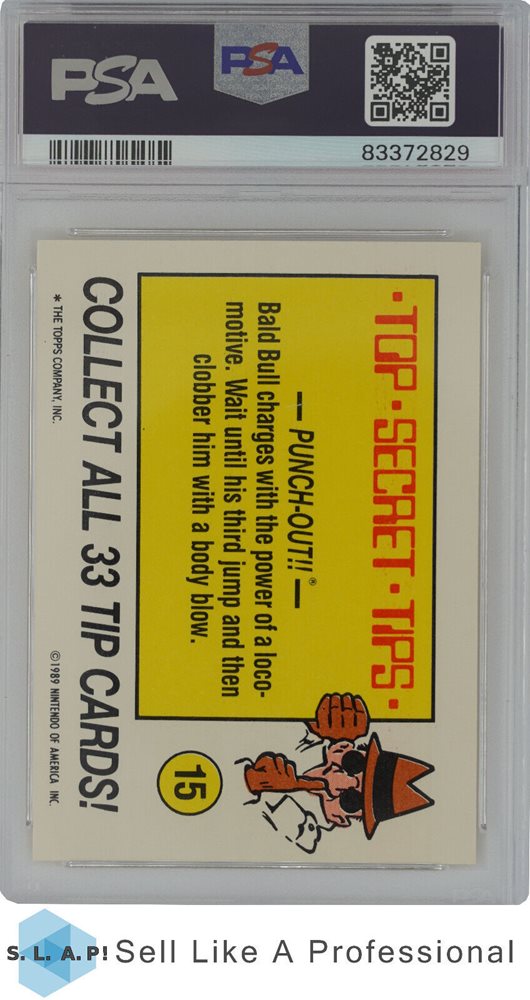 PSA
PSA
83372829
·TOP·SECRET·TIPS·
— PUNCH-OUT!!® —
Bald Bull charges with the power of a loco-
motive. Wait until his third jump and then
clobber him with a body blow.
15
COLLECT ALL 33 TIP CARDS!
* THE TOPPS COMPANY, INC.
©1989 NINTENDO OF AMERICA INC.
S. L. A.P! Sell Like A Professional